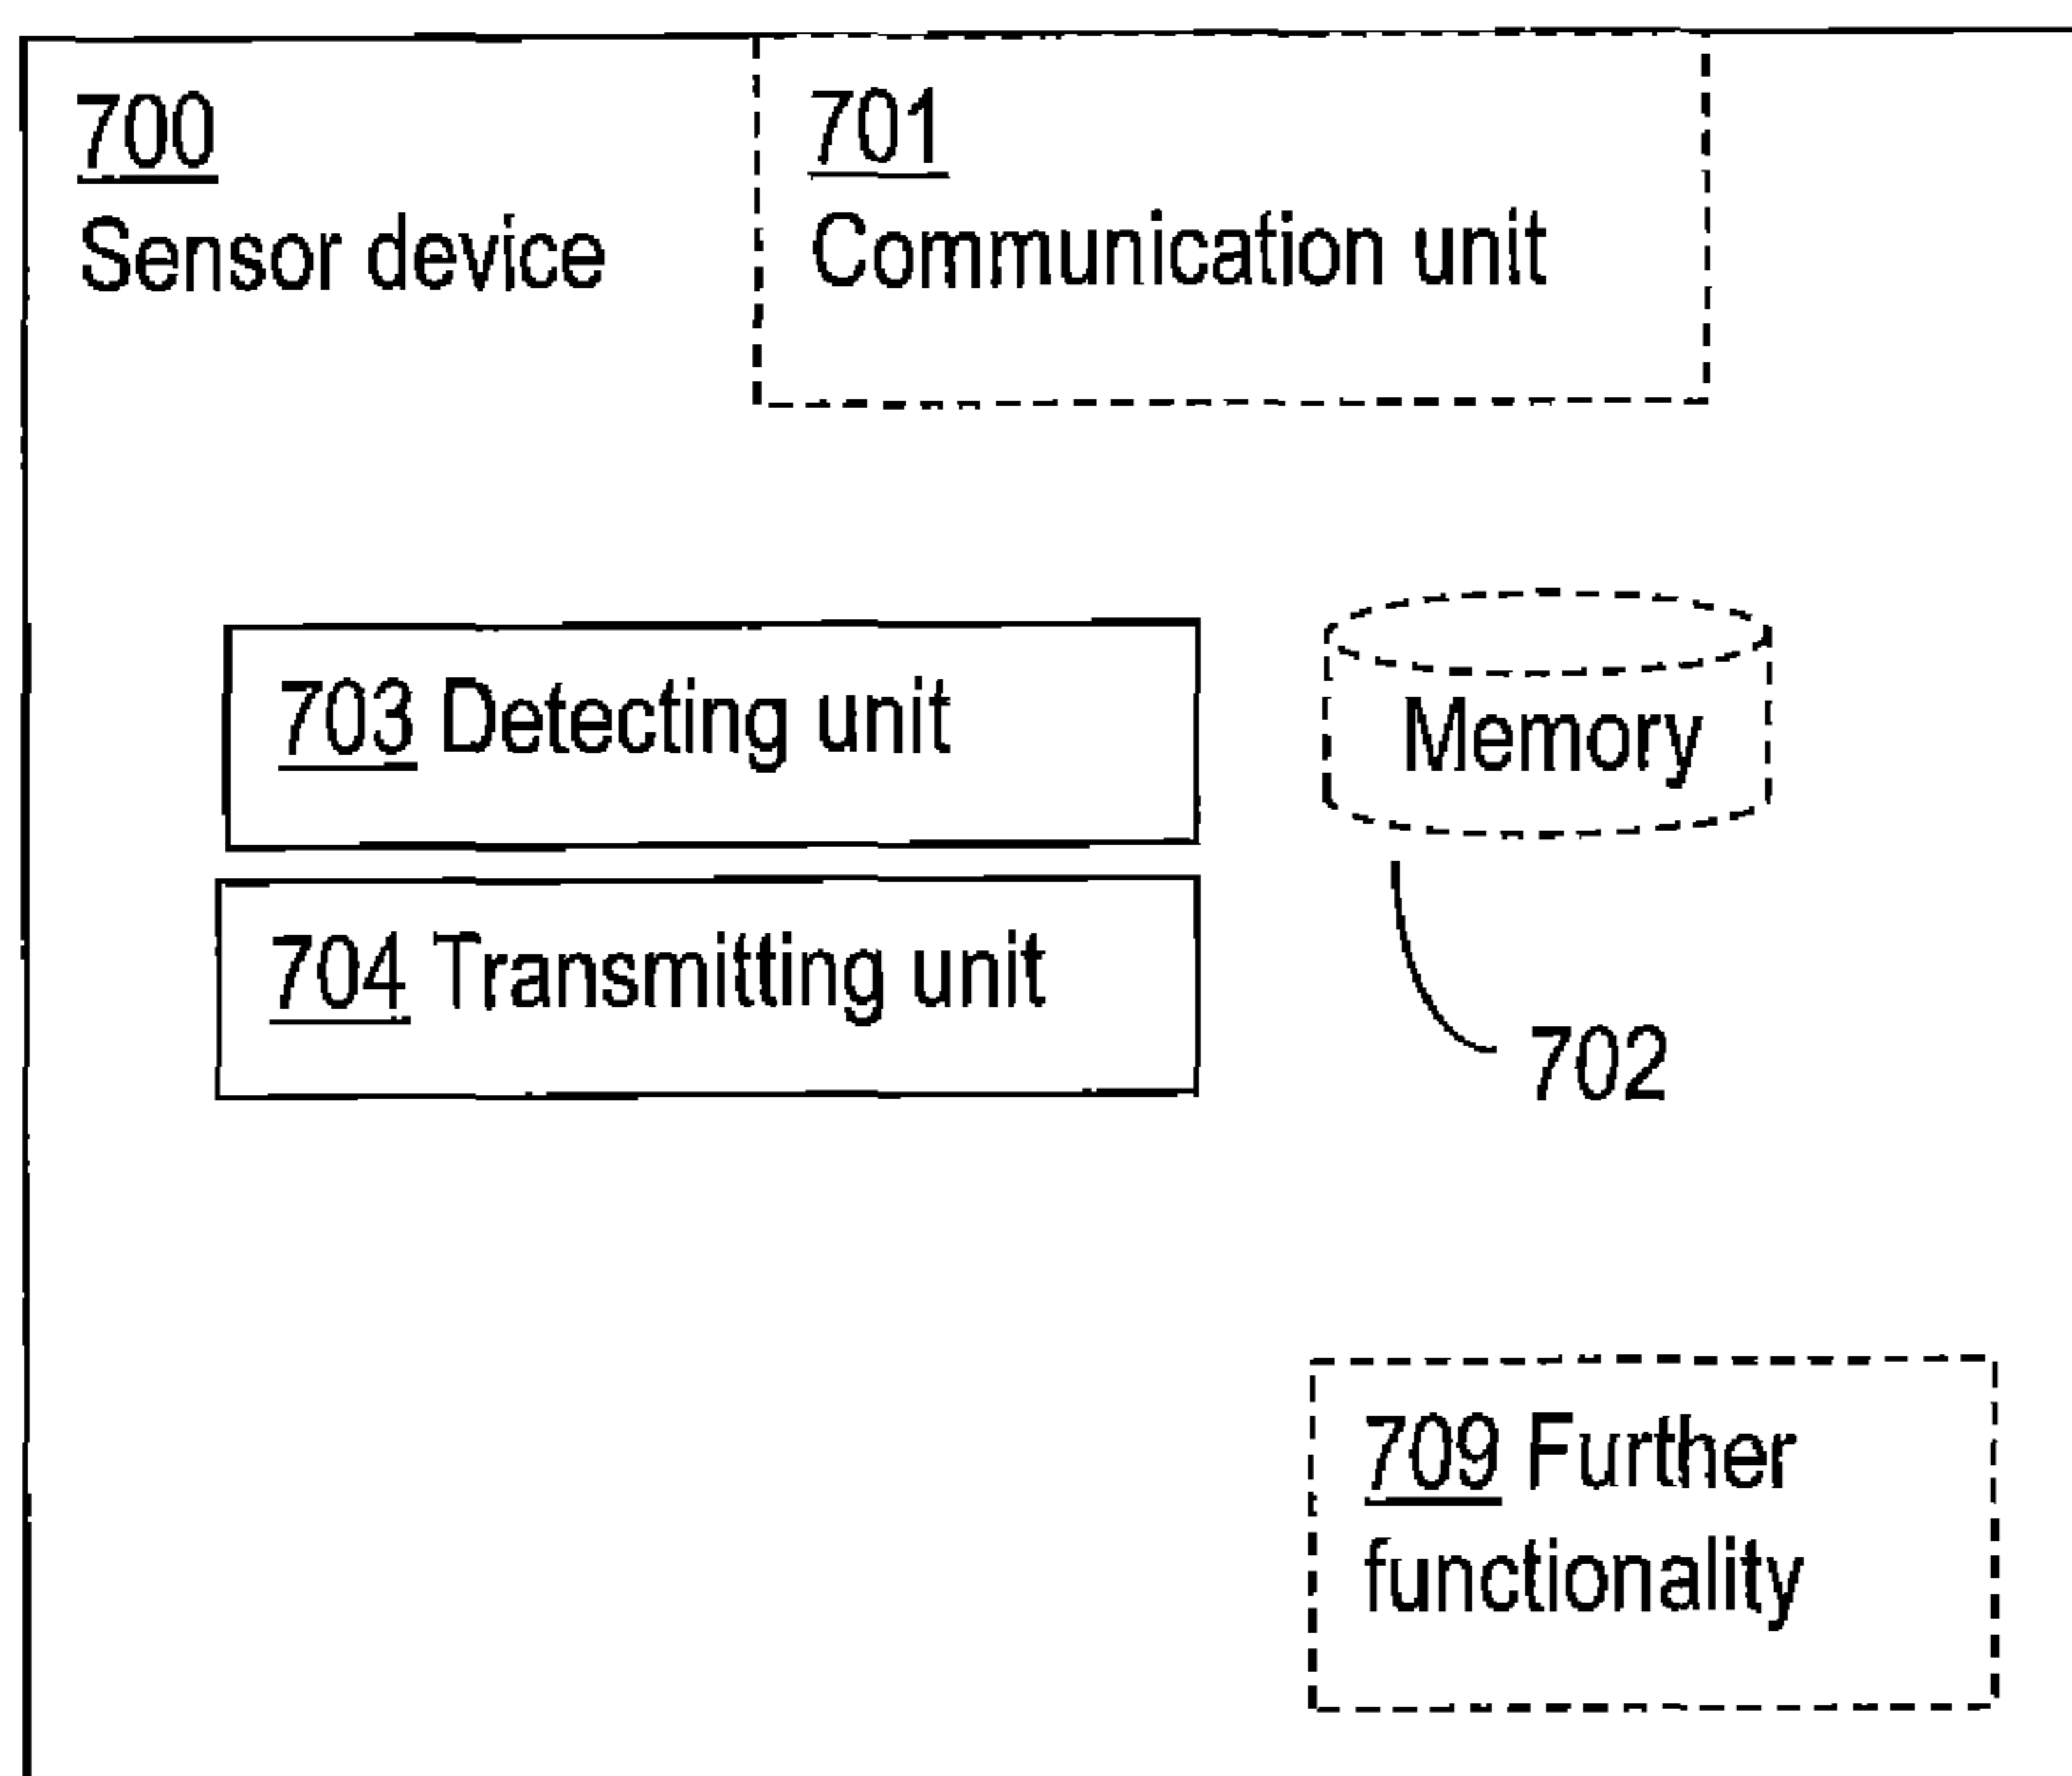 700
Sensor device
701
Communication unit
703 Detecting unit
Memory
704 Transmitting unit
702
709 Further
functionality